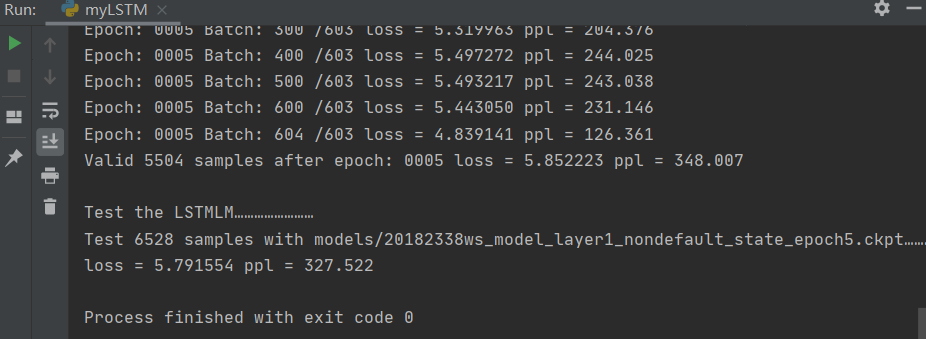 Run: myLSTM
Epoch: 0005 Batch: 300 /603 loss = 5.319963 ppl = 204.376
Epoch: 0005 Batch: 400 /603 loss = 5.497272 ppl = 244.025
Epoch: 0005 Batch: 500 /603 loss = 5.493217 ppl = 243.038
Epoch: 0005 Batch: 600 /603 loss = 5.443050 ppl = 231.146
Epoch: 0005 Batch: 604 /603 loss = 4.839141 ppl = 126.361
Valid 5504 samples after epoch: 0005 loss = 5.852223 ppl = 348.007
Test the LSTMLM……………………
Test 6528 samples with models/20182338ws_model_layer1_nondefault_state_epoch5.ckpt……
loss = 5.791554 ppl = 327.522
Process finished with exit code 0